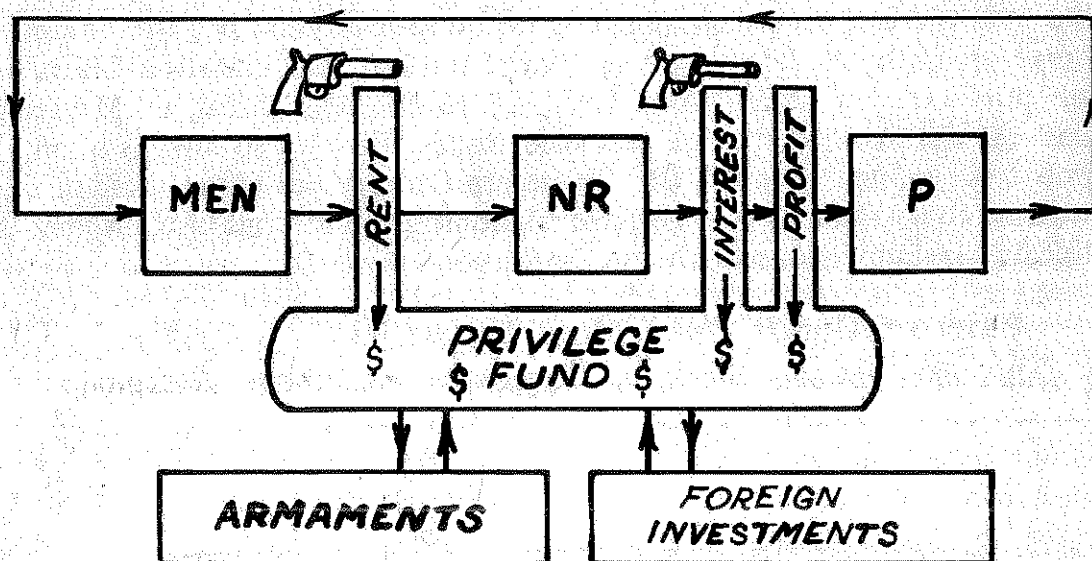 MEN
RENT
NR
INTEREST
PROFIT
P
$
PRIVILEGE
FUND
$
$
$
$
ARMAMENTS
FOREIGN
INVESTMENTS